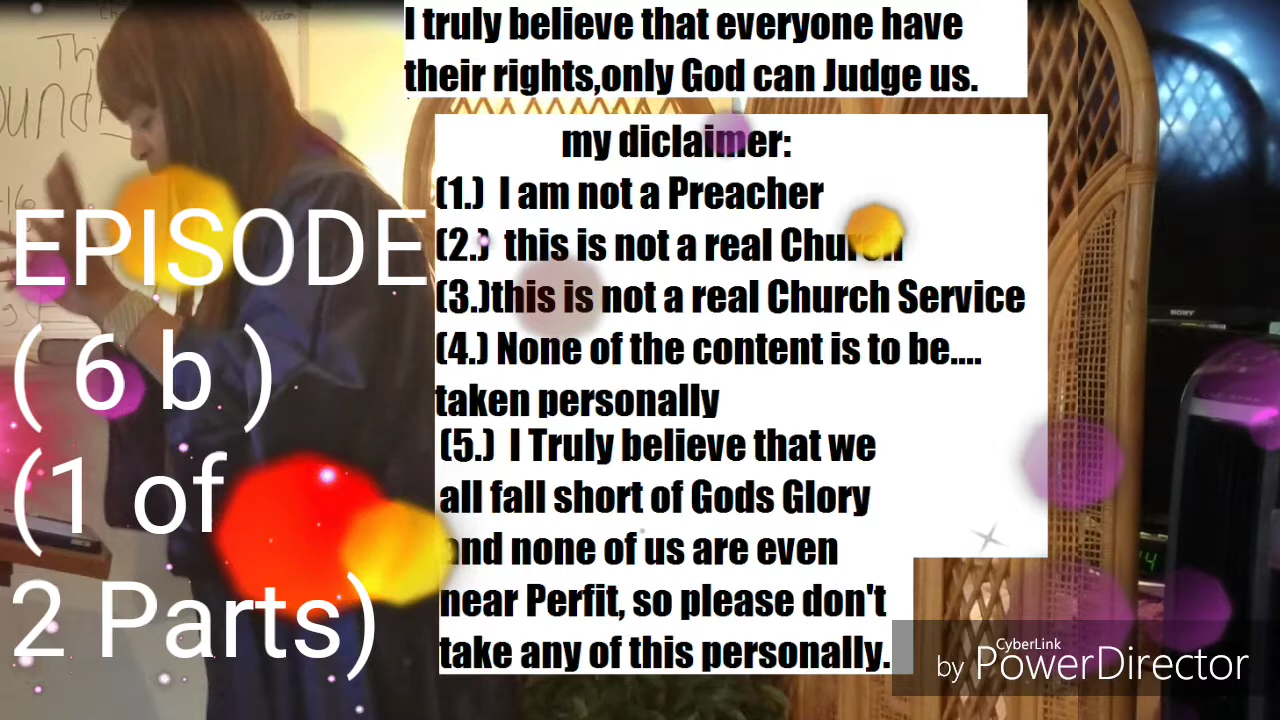 I truly believe that everyone have
their rights,only God can Judge us.
my diclaimer:
(1.) I am not a Preacher
(2.) this is not a real Church
(3.)this is not a real Church Service
(4.) None of the content is to be....
taken personally
(5.) I Truly believe that we
all fall short of Gods Glory
and none of us are even
near Perfit, so please don't
take any of this personally.
EPISODE
( 6 b )
(1 of
2 Parts)
SONY
CyberLink
by PowerDirector